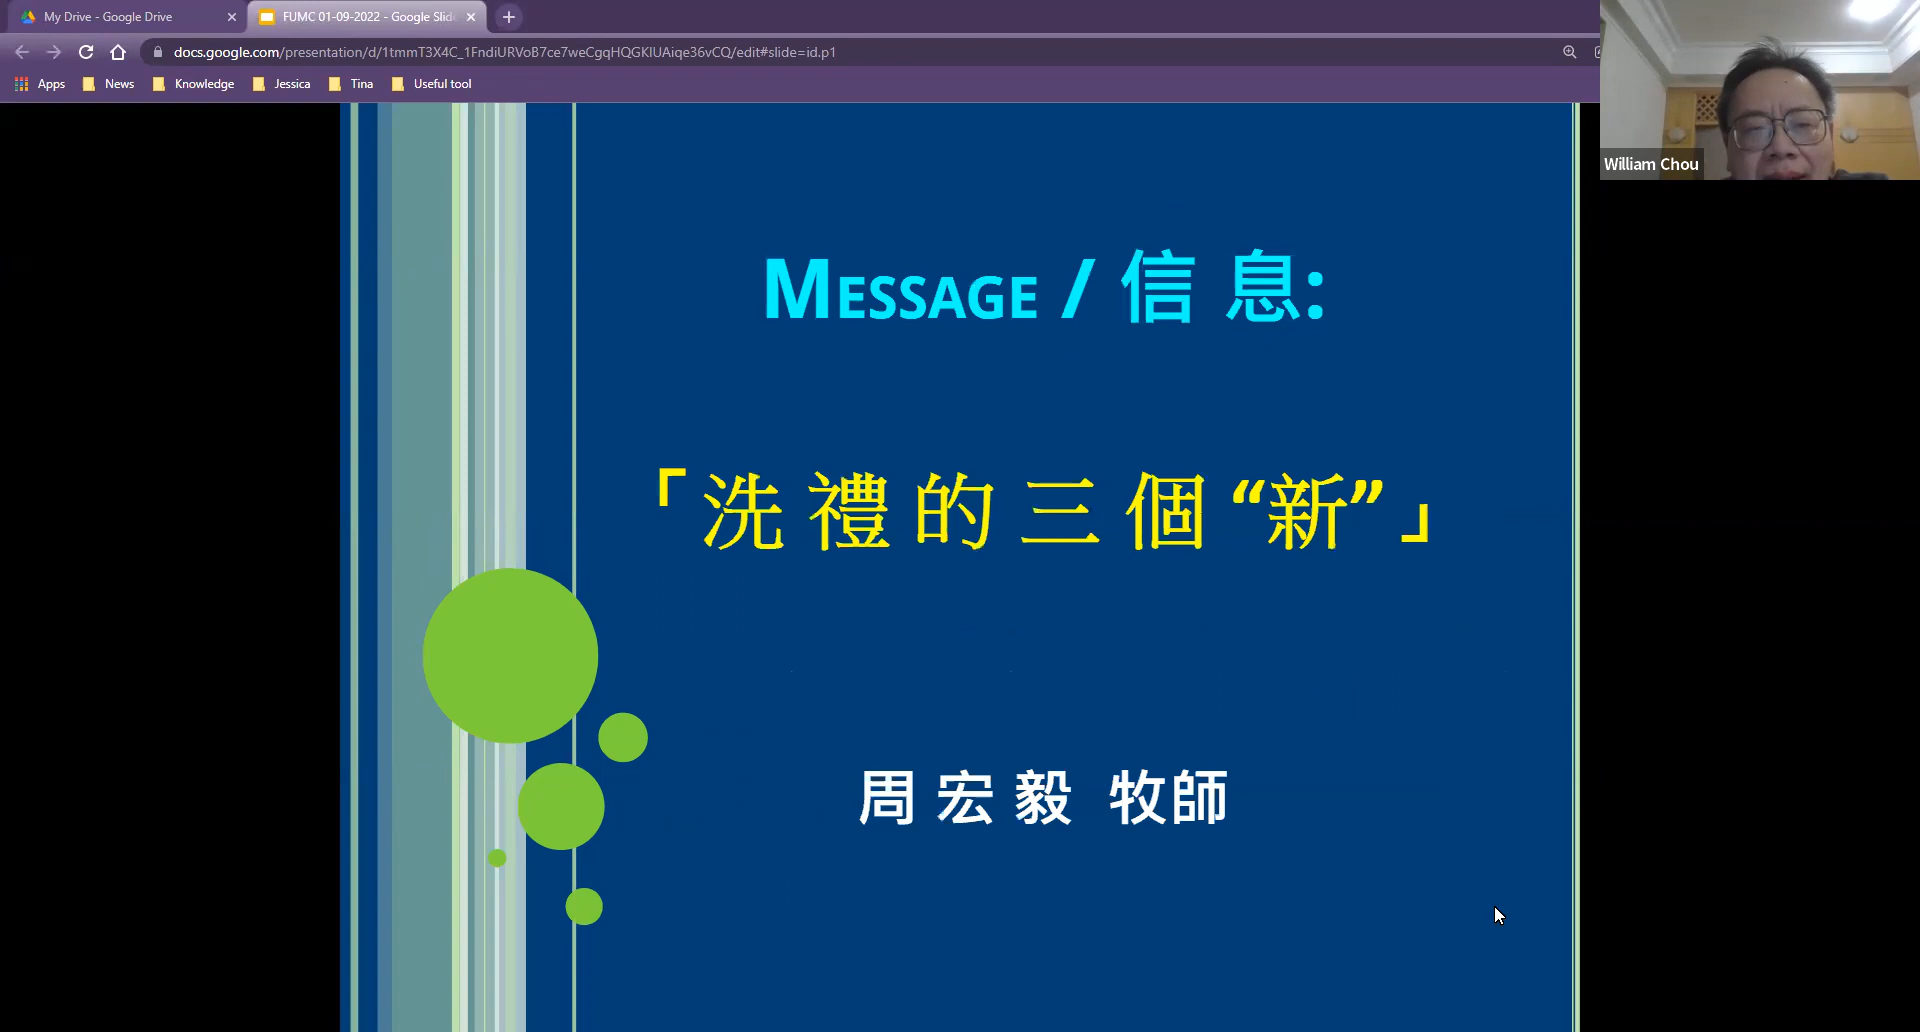 My Drive - Google Drive
FUMC 01-09-2022 - Google Slid
docs.google.com/presentation/d/1tmmT3X4C_1FndiURVoB7ce7weCgqHQGKIUAiqe36vCQ/edit#slide=id.p1
Apps News Knowledge Jessica Tina Useful tool
William Chou
MESSAGE / 信 息:
「洗 禮 的 三 個 “新” 」
周 宏 毅 牧師